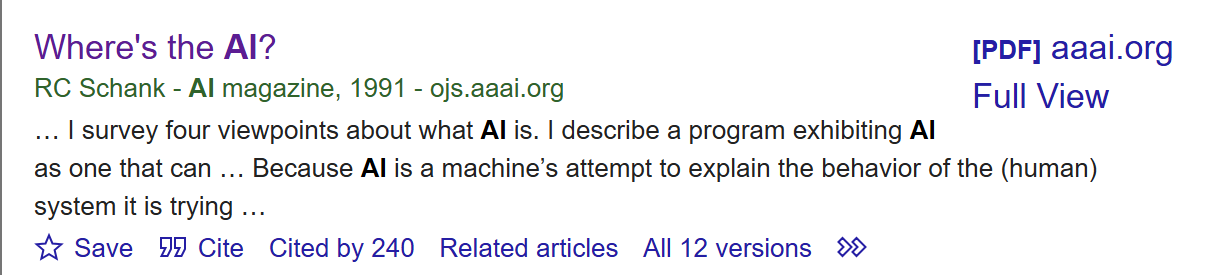 Where's the AI?
[PDF] aaai.org
RC Schank - AI magazine, 1991 - ojs.aaai.org
Full View
… I survey four viewpoints about what AI is. I describe a program exhibiting AI
as one that can … Because AI is a machine’s attempt to explain the behavior of the (human)
system it is trying …
Save Cite Cited by 240 Related articles All 12 versions